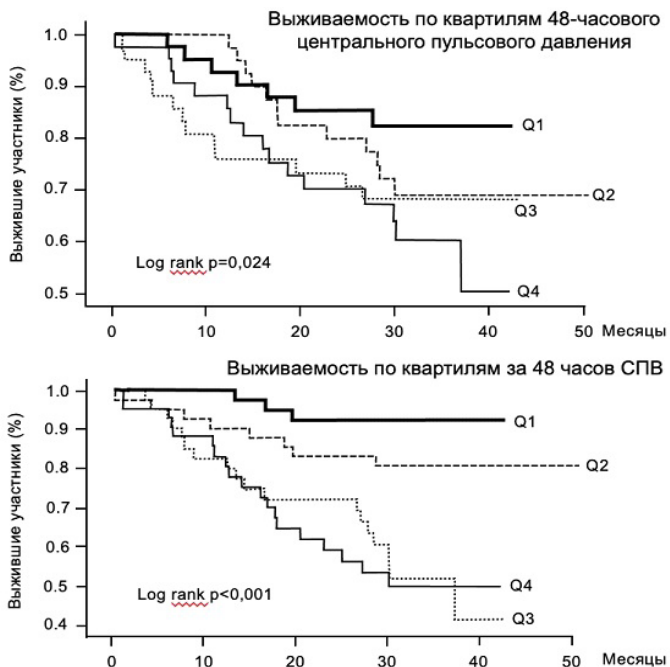 Выживаемость по квартилям 48-часового
центрального пульсового давления
Выжившие участники (%)
1.0
0.9
0.8
0.7
0.6
0.5
Q1
Q2
Q3
Q4
Log rank p=0,024
0 10 20 30 40 50 Месяцы
Выживаемость по квартилям за 48 часов СПВ
Выжившие участники (%)
1.0
0.9
0.8
0.7
0.6
0.5
0.4
Q1
Q2
Q4
Q3
Log rank p<0,001
0 10 20 30 40 50 Месяцы